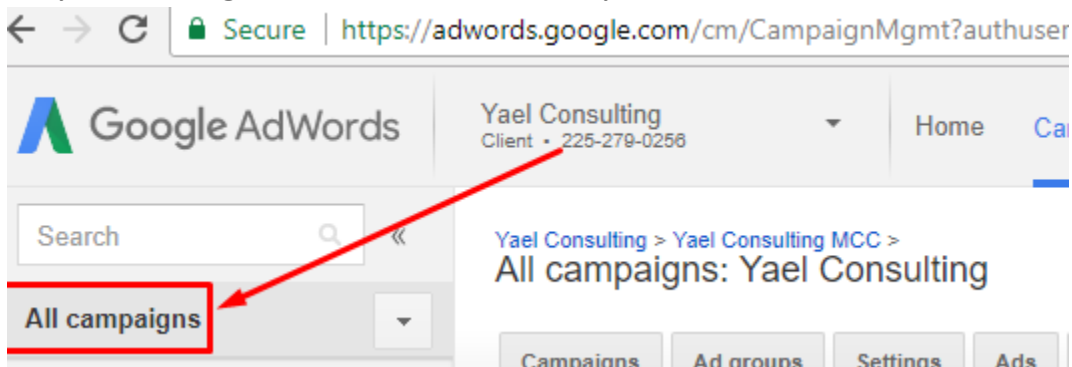 Secure https://adwords.google.com/cm/CampaignMgmt?authuser
Google AdWords
Yael Consulting
Client • 225-279-0256
Home
Search
«
Yael Consulting > Yael Consulting MCC >
All campaigns: Yael Consulting
All campaigns
Campaigns Ad groups Settings Ads